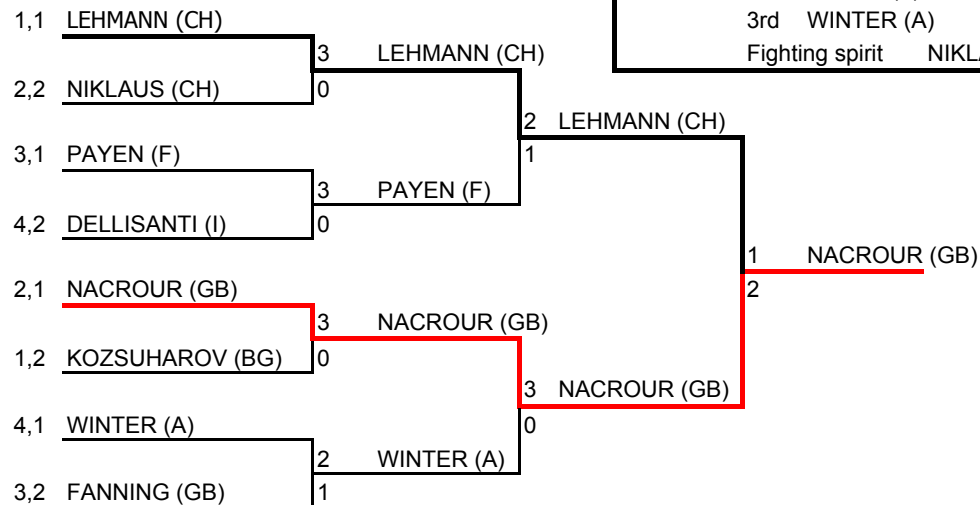 1,1 LEHMANN (CH)
3rd WINTER (A)
3 LEHMANN (CH)
Fighting spirit
2,2 NIKLAUS (CH) 0
2 LEHMANN (CH)
3,1 PAYEN (F)
1
3 PAYEN (F)
4,2 DELLISANTI (I) 0
1 NACROUR (GB)
2,1 NACROUR (GB)
2
3 NACROUR (GB)
1,2 KOZSUHAROV (BG) 0
3 NACROUR (GB)
4,1 WINTER (A)
0
2 WINTER (A)
3,2 FANNING (GB) 1